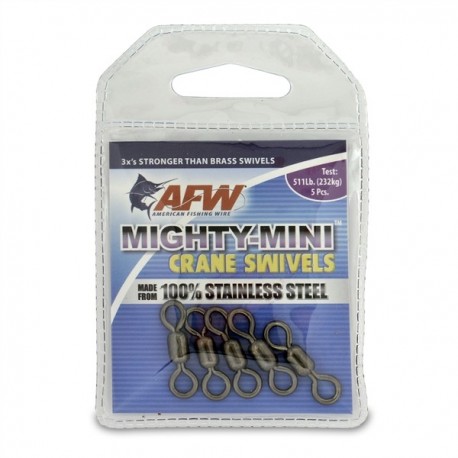 3x's STRONGER THAN BRASS SWIVELS
Test:
511Lb. (232kg)
5 Pcs.
AFW
AMERICAN FISHING WIRE
MIGHTY-MINI™
CRANE SWIVELS
MADE FROM 100% STAINLESS STEEL